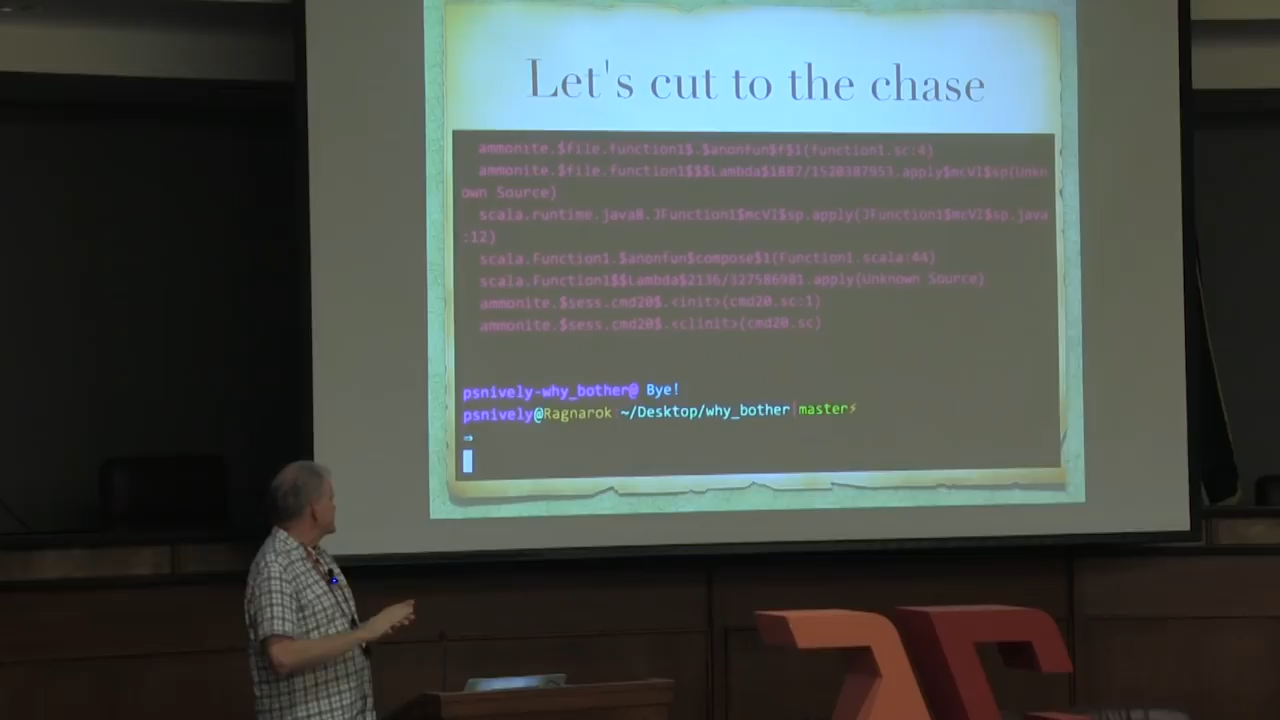 Let's cut to the chase
ammonite.$file.function1$.$anonfun$f$1(function1.sc:4)
ammonite.$file.function1$$$Lambda$1887/1520387953.apply$mcVI$sp(Unkn
own Source)
scala.runtime.java8.JFunction1$mcVI$sp.apply(JFunction1$mcVI$sp.java
:12)
scala.Function1.$anonfun$compose$1(Function1.scala:44)
scala.Function1$$Lambda$2136/327586981.apply(Unknown Source)
ammonite.$sess.cmd20$.<init>(cmd20.sc:1)
ammonite.$sess.cmd20$.<clinit>(cmd20.sc)
psnively-why_bother@ Bye!
psnively@Ragnarok ~/Desktop/why_bother master⚡
⇒